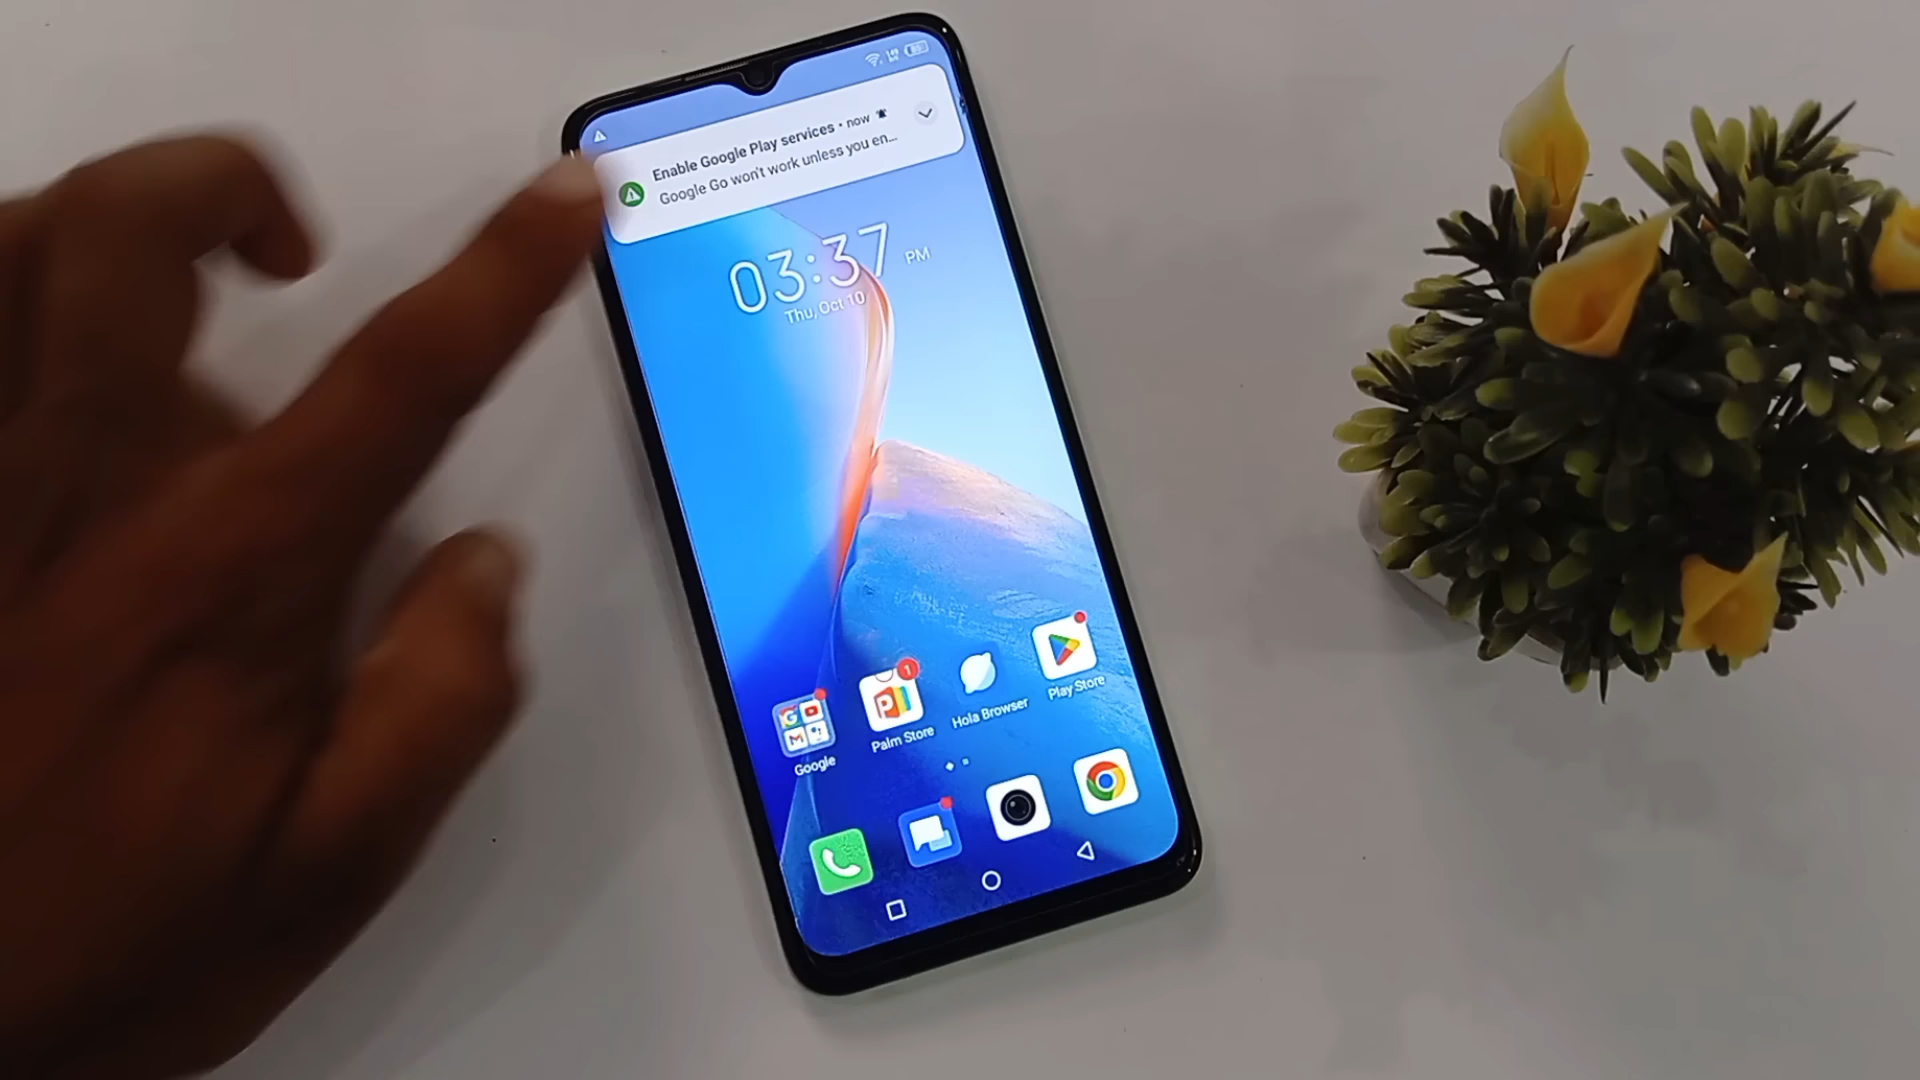 Enable Google Play services • now
Google Go won't work unless you en...
03:37 PM
Thu, Oct 10
1
Google
Palm Store
Hola Browser
Play Store